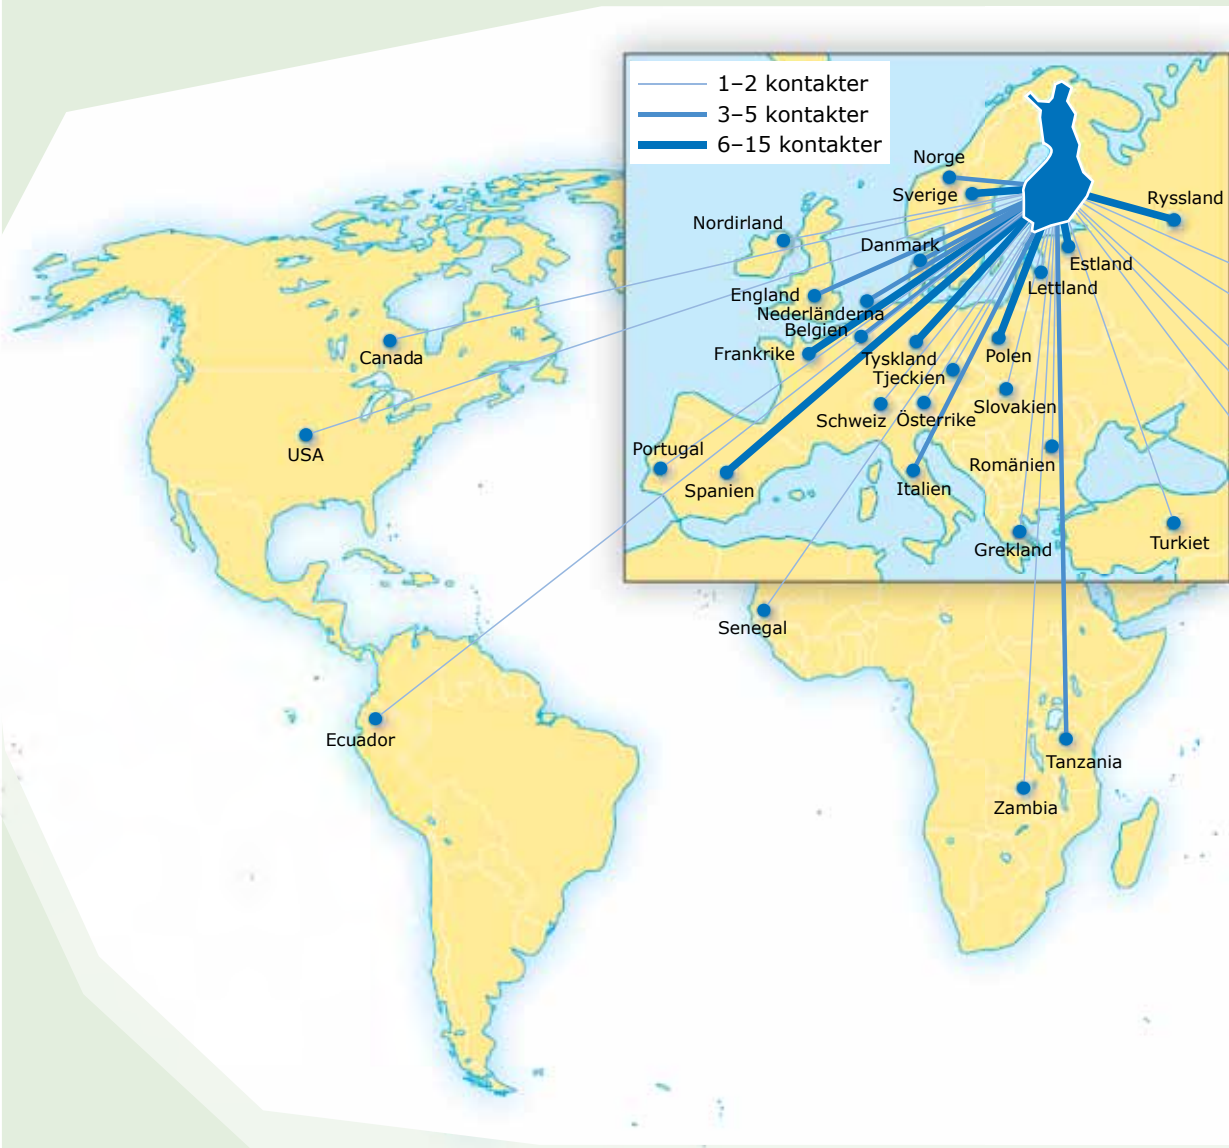 1–2 kontakter
3–5 kontakter
6–15 kontakter
Norge
Sverige
Ryssland
Nordirland
Danmark
Estland
Lettland
England
Nederländerna
Belgien
Frankrike
Tyskland
Polen
Tjeckien
Canada
Schweiz
Österrike
Slovakien
USA
Portugal
Spanien
Italien
Romänien
Grekland
Turkiet
Senegal
Ecuador
Tanzania
Zambia